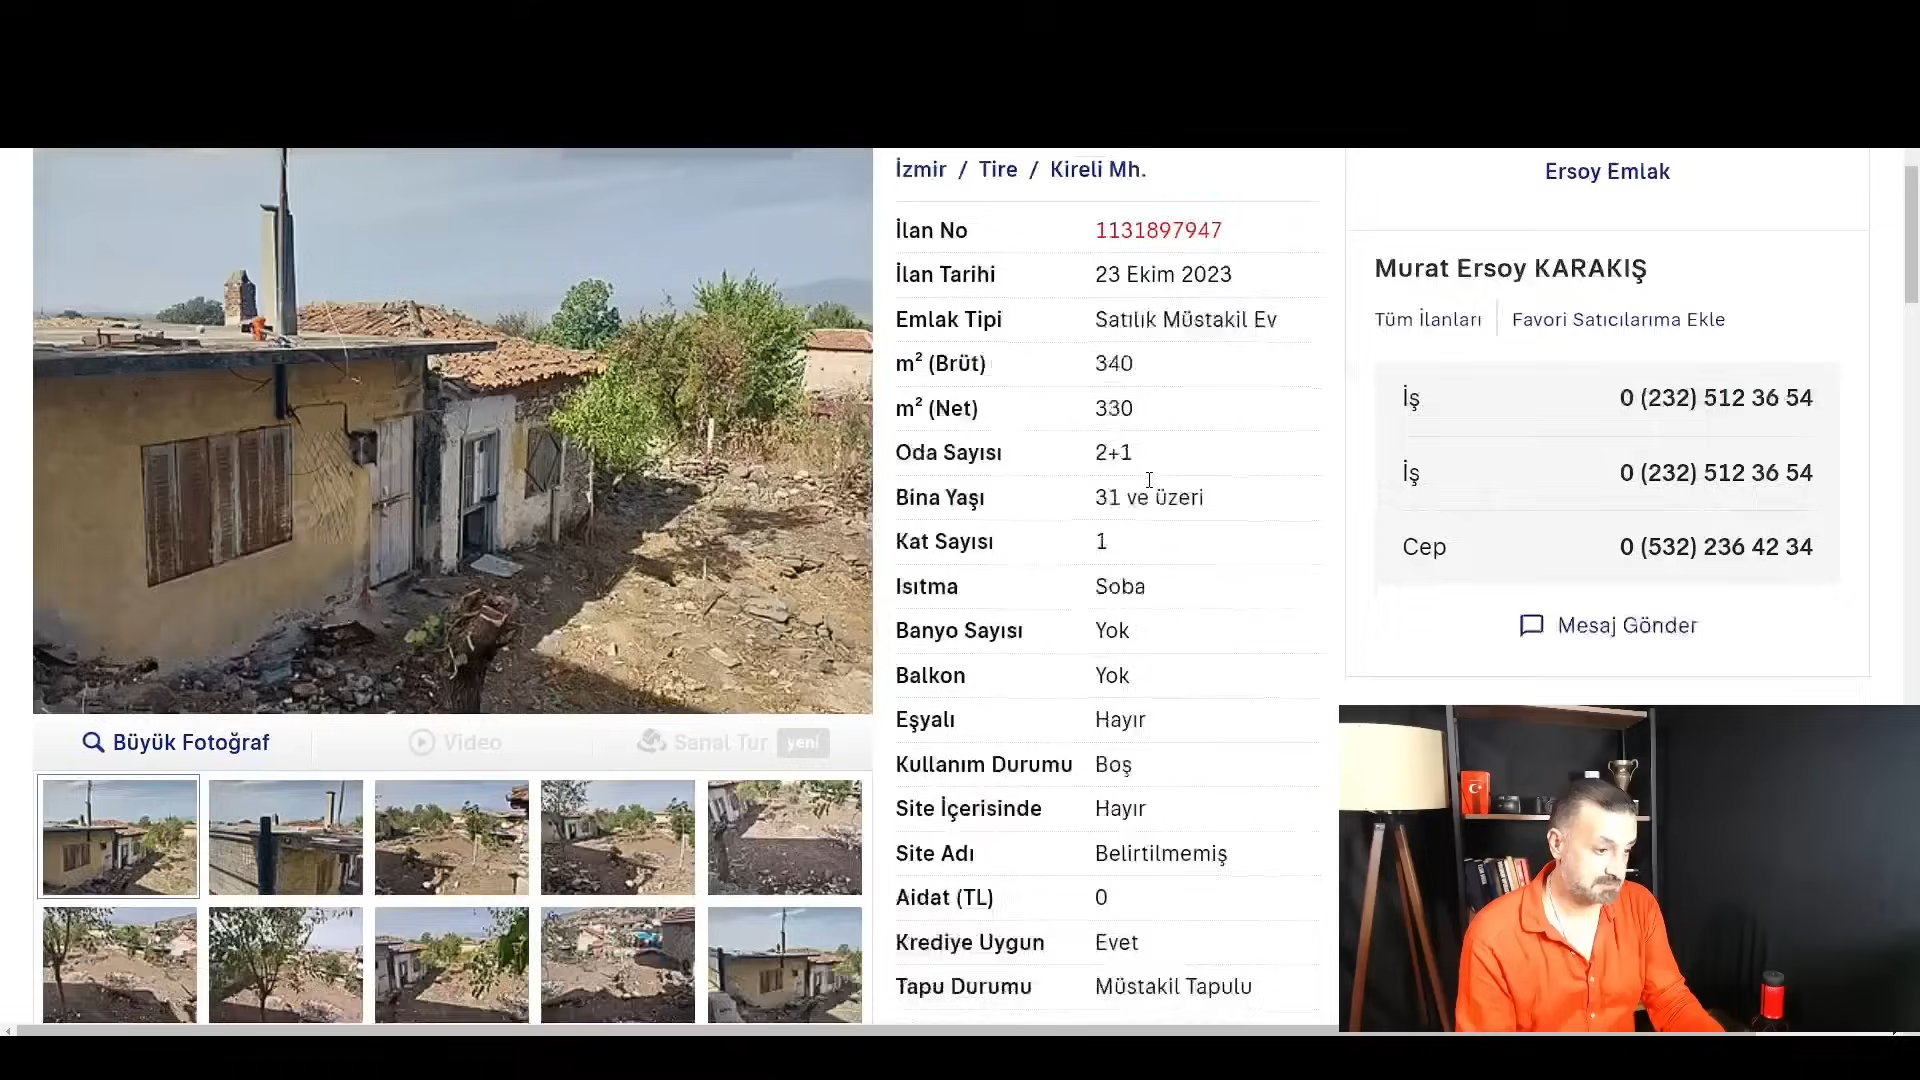 İzmir / Tire / Kireli Mh.
İlan No 1131897947
İlan Tarihi 23 Ekim 2023
Emlak Tipi Satılık Müstakil Ev
m² (Brüt) 340
m² (Net) 330
Oda Sayısı 2+1
Bina Yaşı 31 ve üzeri
Kat Sayısı 1
Isıtma Soba
Banyo Sayısı Yok
Balkon Yok
Eşyalı Hayır
Kullanım Durumu Boş
Site İçerisinde Hayır
Site Adı Belirtilmemiş
Aidat (TL) 0
Krediye Uygun Evet
Tapu Durumu Müstakil Tapulu
Ersoy Emlak
Murat Ersoy KARAKIŞ
Tüm İlanları Favori Satıcılarıma Ekle
İş 0 (232) 512 36 54
İş 0 (232) 512 36 54
Cep 0 (532) 236 42 34
Mesaj Gönder
Büyük Fotoğraf Video Sanal Tur yeni